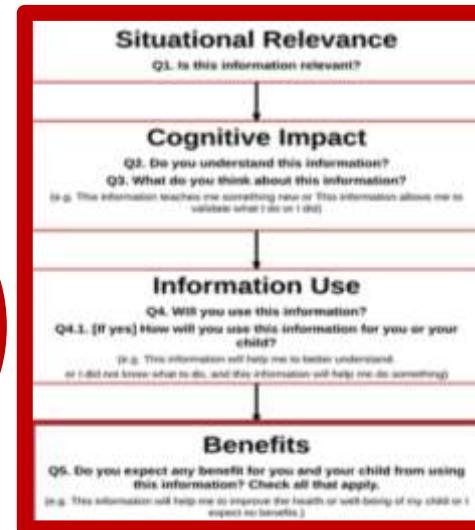 Situational Relevance
Q1. Is this information relevant?
Cognitive Impact
Q2. Do you understand this information?
Q3. What do you think about this information?
(e.g. This information teaches me something new or This information allows me to
validate what I do or I did)
Information Use
Q4. Will you use this information?
Q4.1. [If yes] How will you use this information for you or your
child?
(e.g. This information will help me to better understand.
or I did not know what to do, and this information will help me do something)
Benefits
Q5. Do you expect any benefit for you and your child from using
this information? Check all that apply.
(e.g. This information will help me to improve the health or well-being of my child or I
expect no benefits.)